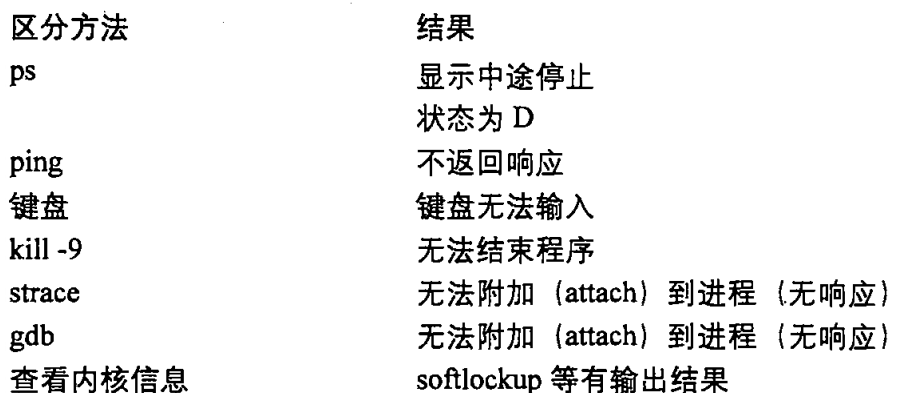 区分方法 结果
ps 显示中途停止
状态为 D
ping 不返回响应
键盘 键盘无法输入
kill -9 无法结束程序
strace 无法附加（attach）到进程（无响应）
gdb 无法附加（attach）到进程（无响应）
查看内核信息 softlockup 等有输出结果